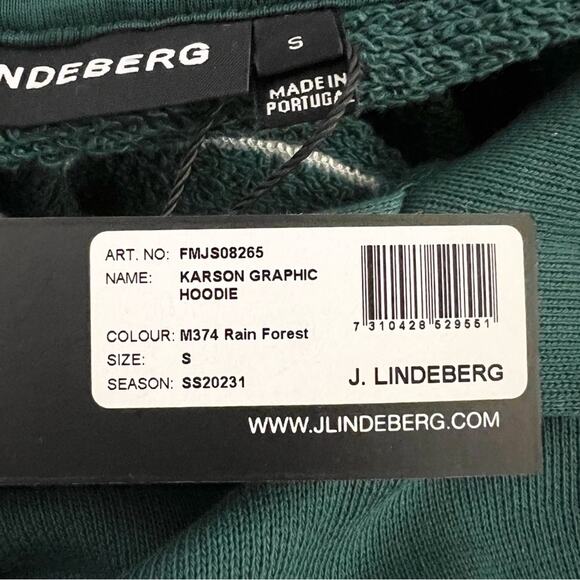 INDEBERG
S
MADE IN
PORTUGAL
ART. NO: FMJS08265
NAME: KARSON GRAPHIC
HOODIE
COLOUR: M374 Rain Forest
SIZE: S
SEASON: SS20231
7 310428 529551
J. LINDEBERG
WWW.JLINDEBERG.COM